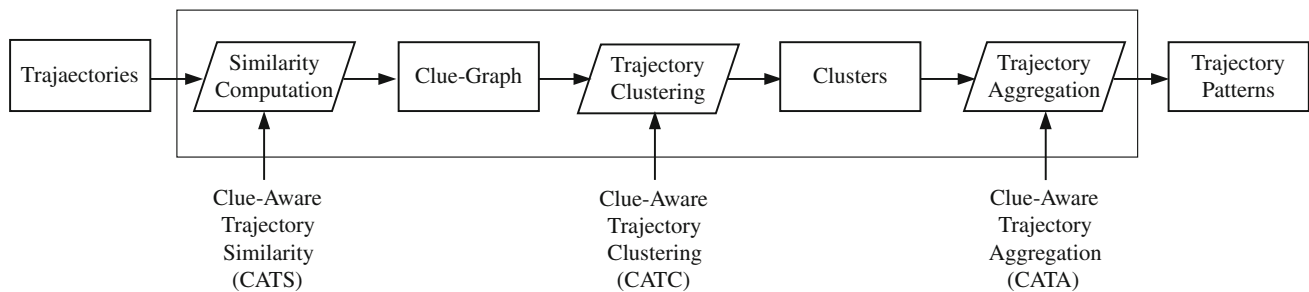 Trajaectories
Similarity
Computation
Clue-Graph
Trajectory
Clustering
Clusters
Trajectory
Aggregation
Trajectory
Patterns
Clue-Aware
Trajectory
Similarity
(CATS)
Clue-Aware
Trajectory
Clustering
(CATC)
Clue-Aware
Trajectory
Aggregation
(CATA)